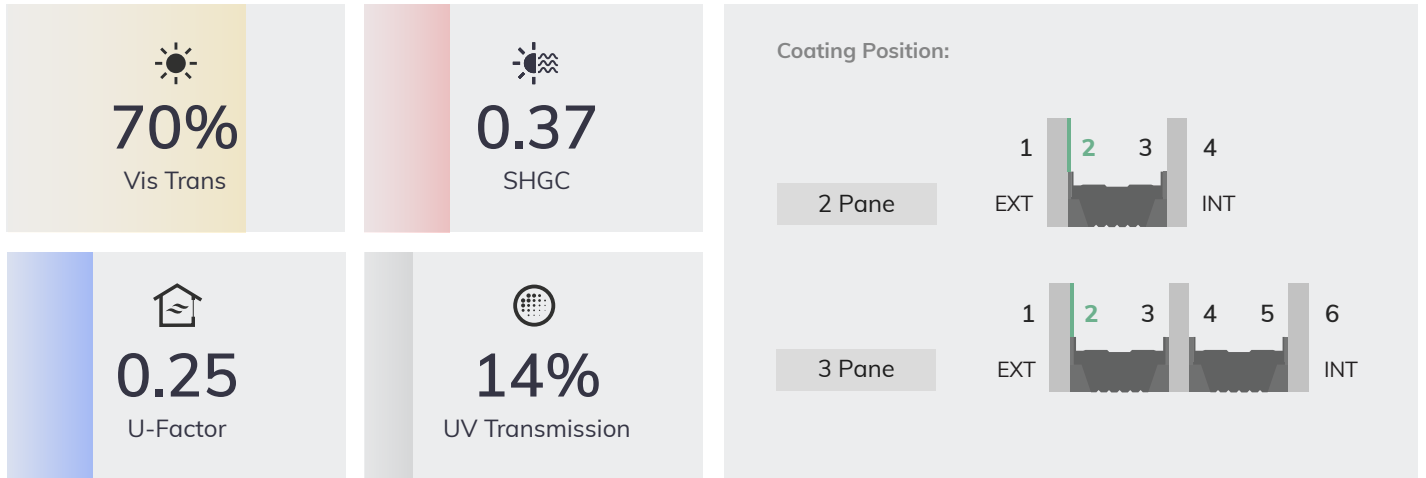 70%
Vis Trans
0.37
SHGC
0.25
U-Factor
14%
UV Transmission
Coating Position:
1 2 3 4
2 Pane EXT INT
1 2 3 4 5 6
3 Pane EXT INT